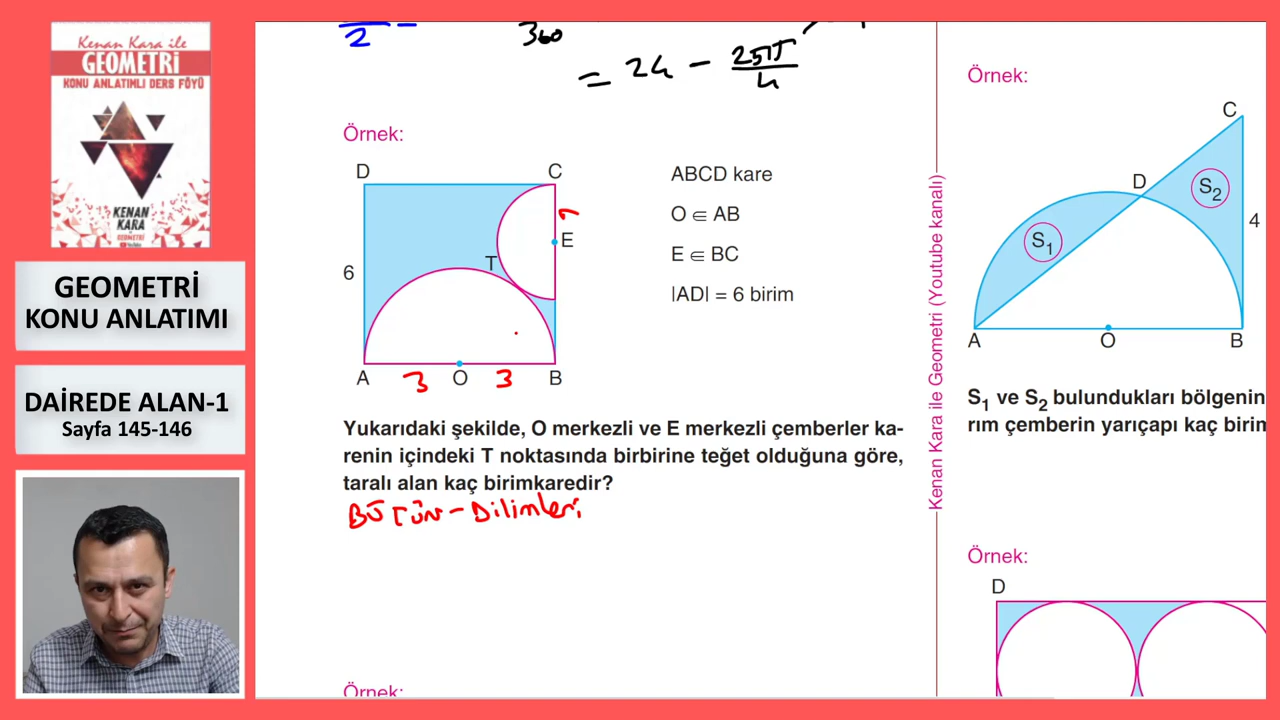 Kenan Kara ile
GEOMETRİ
KONU ANLATIMLI DERS FÖYÜ
KENAN
KARA
GEOMETRİ
KONU ANLATIMI
DAİREDE ALAN-1
Sayfa 145-146
2
360
= 24 - 25π/4
Örnek:
D
C
6
T
E
A
3
O
3
B
ABCD kare
O ∈ AB
E ∈ BC
|AD| = 6 birim
Yukarıdaki şekilde, O merkezli ve E merkezli çemberler ka-
renin içindeki T noktasında birbirine teğet olduğuna göre,
taralı alan kaç birimkaredir?
BÜTÜN - Dilimleri
Örnek:
Kenan Kara ile Geometri (Youtube kanalı)
Örnek:
C
D
S2
S1
4
A
O
B
S1 ve S2 bulundukları bölgenin
rım çemberin yarıçapı kaç birim
Örnek:
D